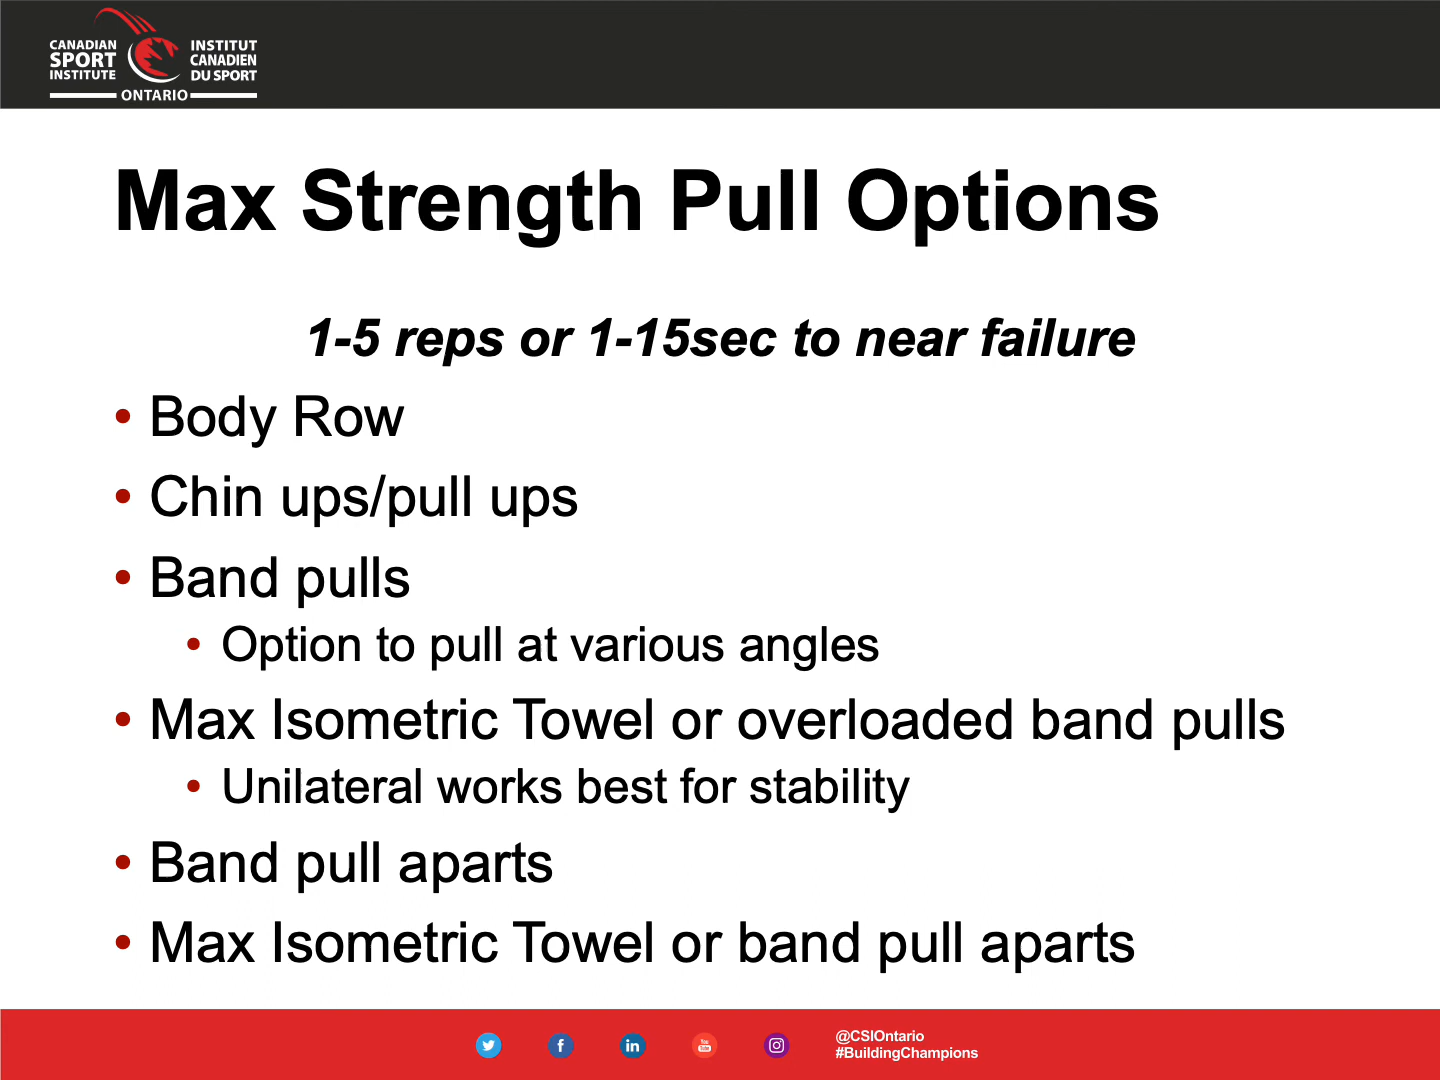 CANADIAN
SPORT
INSTITUTE
INSTITUT
CANADIEN
DU SPORT
ONTARIO
Max Strength Pull Options
1-5 reps or 1-15sec to near failure
• Body Row
• Chin ups/pull ups
• Band pulls
• Option to pull at various angles
• Max Isometric Towel or overloaded band pulls
• Unilateral works best for stability
• Band pull aparts
• Max Isometric Towel or band pull aparts
@CSIOntario
#BuildingChampions